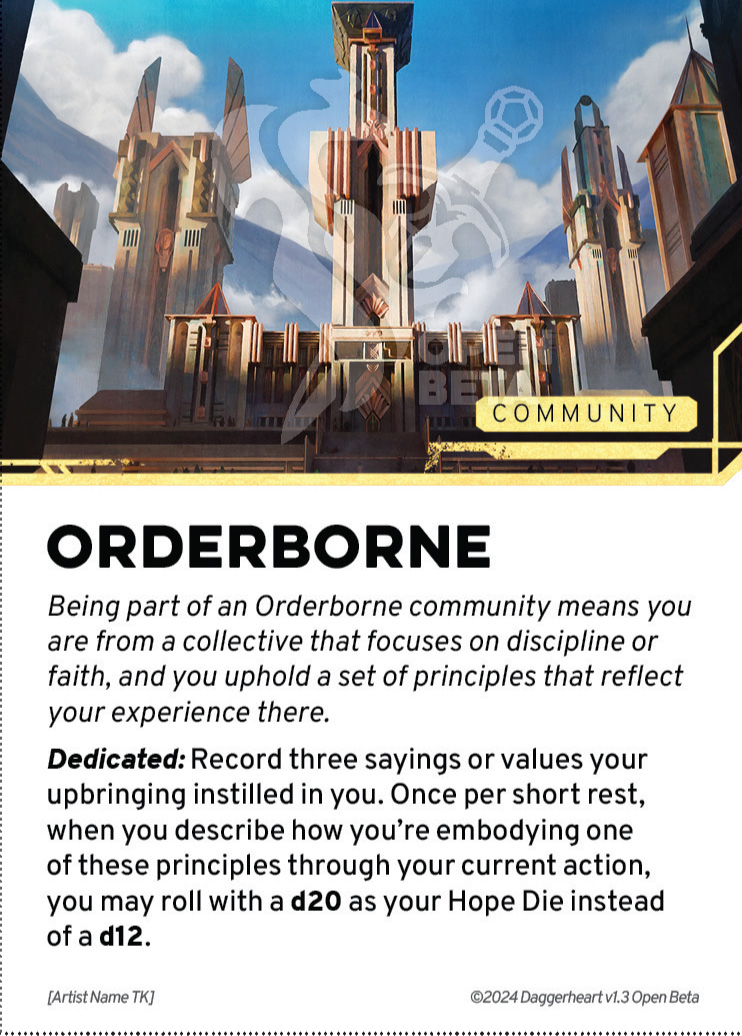 OPEN
BETA
COMMUNITY
ORDERBORNE
Being part of an Orderborne community means you
are from a collective that focuses on discipline or
faith, and you uphold a set of principles that reflect
your experience there.
Dedicated: Record three sayings or values your
upbringing instilled in you. Once per short rest,
when you describe how you’re embodying one
of these principles through your current action,
you may roll with a d20 as your Hope Die instead
of a d12.
[Artist Name TK]
©2024 Daggerheart v1.3 Open Beta